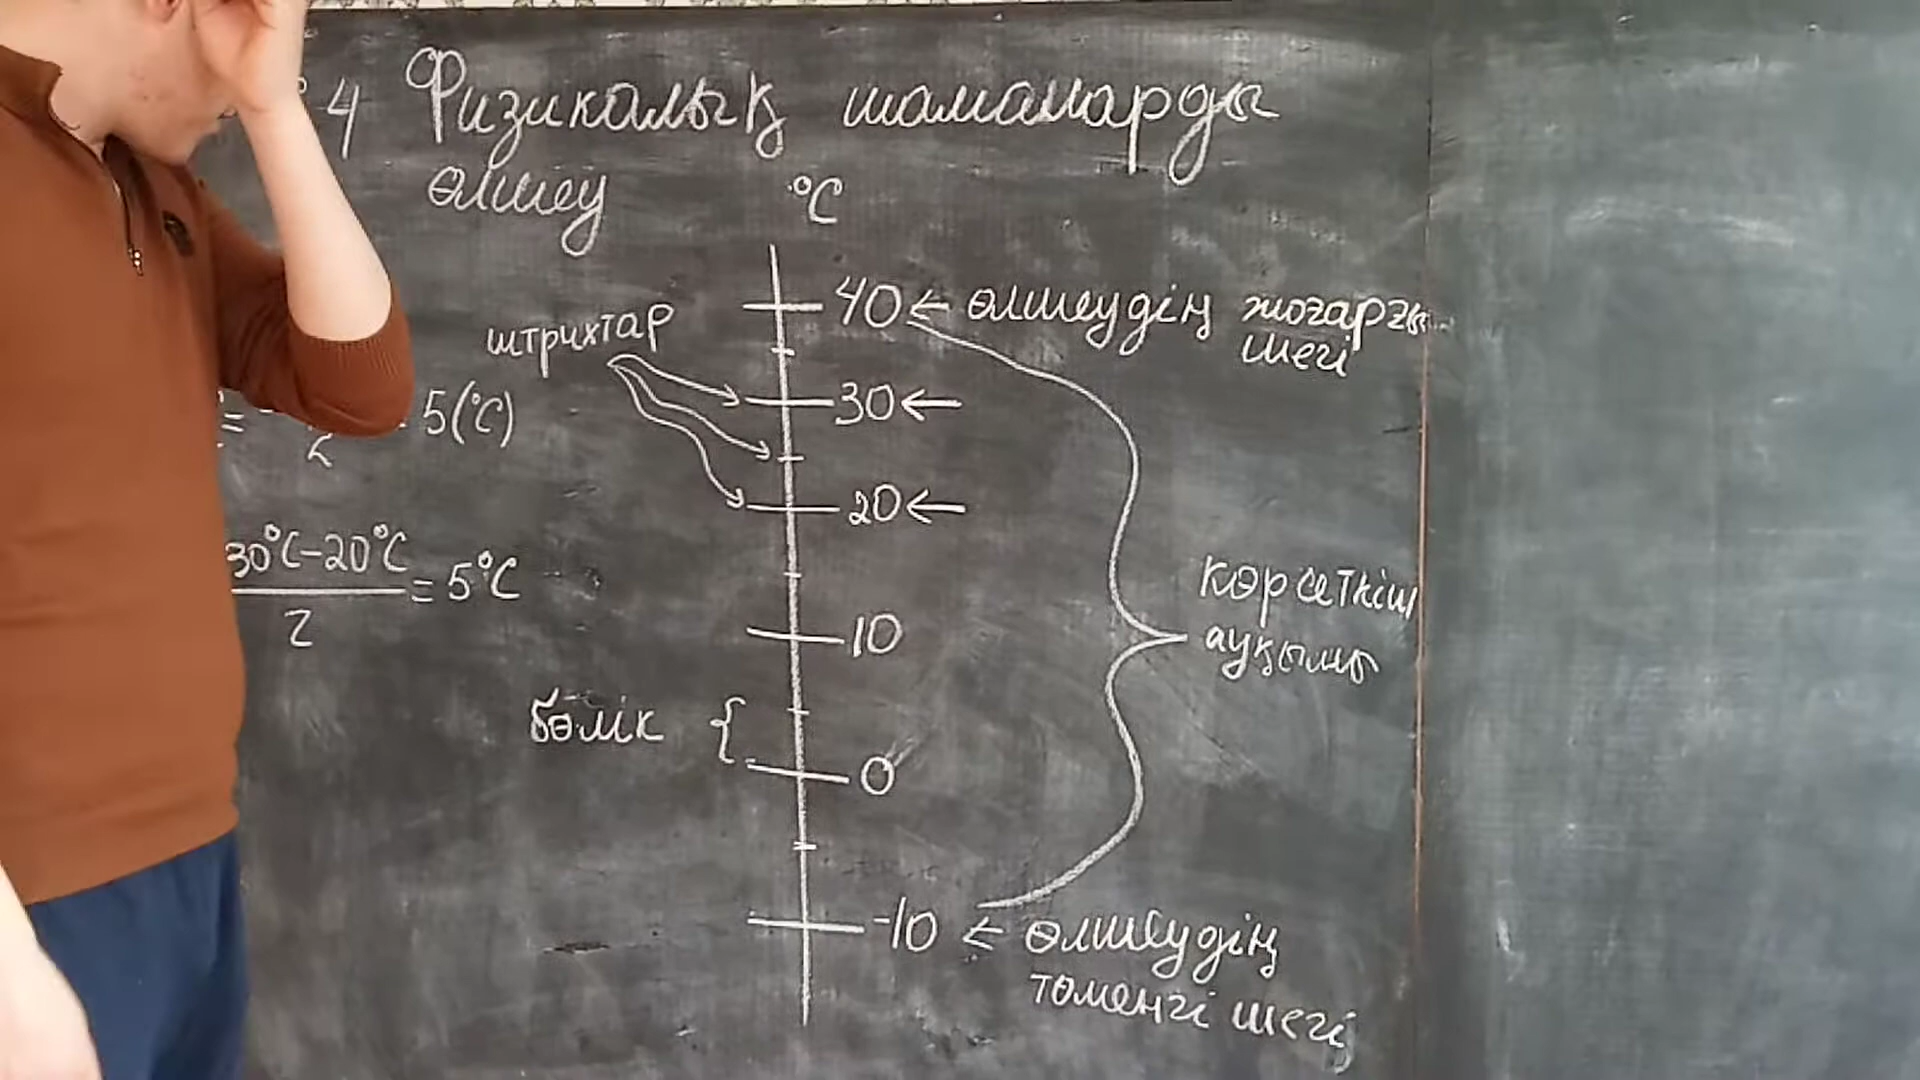 4 Физикалық шамаларды
өлшеу
°C
40 ← өлшеудің жоғарғы
шегі
штрихтар
30 ←
5(°C)
2
20 ←
30°C-20°C
= 5°C
2
көрсеткіш
ауқымы
10
бөлік {
0
-10 ← өлшеудің
төменгі шегі